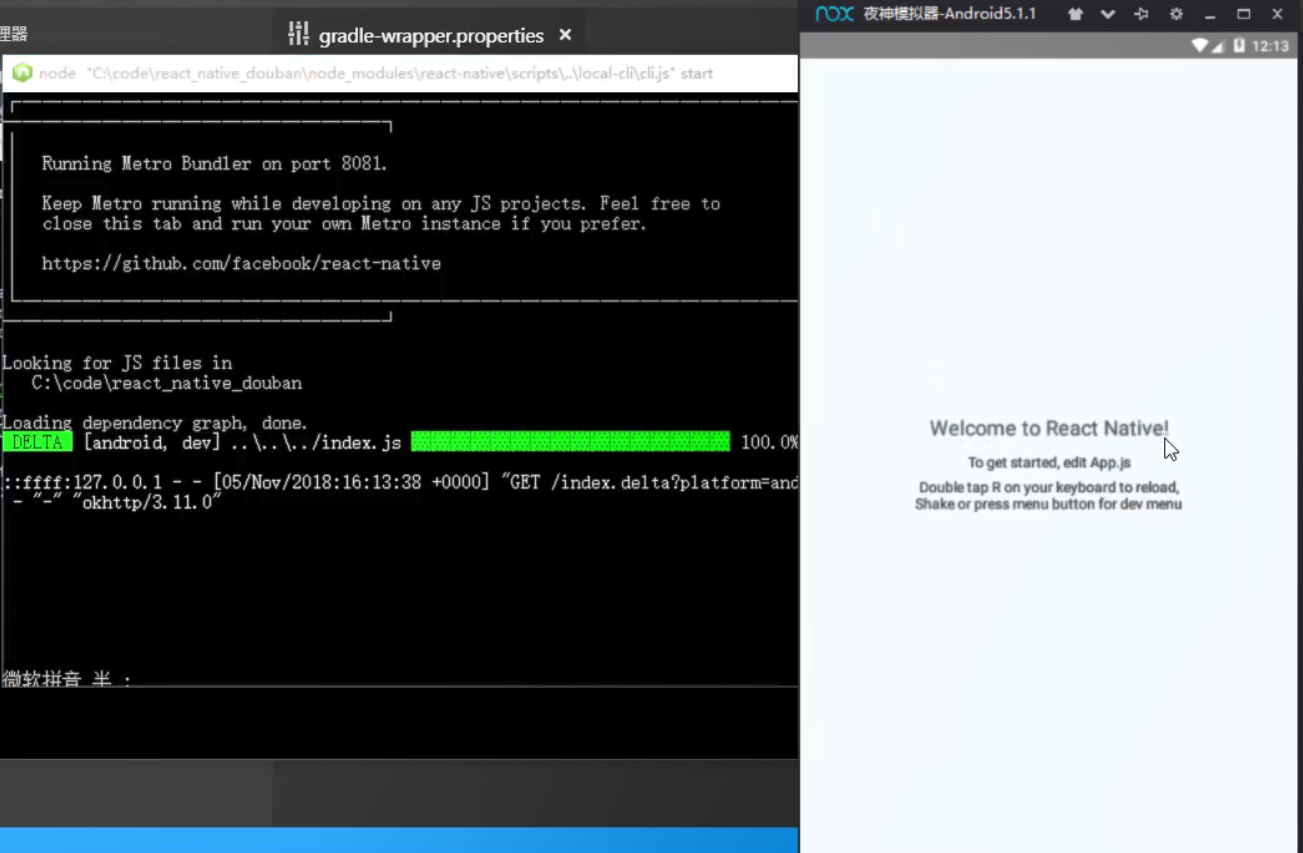 理器
gradle-wrapper.properties ×
node "C:\code\react_native_douban\node_modules\react-native\scripts\..\local-cli\cli.js" start
Running Metro Bundler on port 8081.
Keep Metro running while developing on any JS projects. Feel free to
close this tab and run your own Metro instance if you prefer.
https://github.com/facebook/react-native
Looking for JS files in
C:\code\react_native_douban
Loading dependency graph, done.
DELTA [android, dev] ..\..\../index.js 100.0%
::ffff:127.0.0.1 - - [05/Nov/2018:16:13:38 +0000] "GET /index.delta?platform=and
- "-" "okhttp/3.11.0"
微软拼音 半 :
nox 夜神模拟器-Android5.1.1
12:13
Welcome to React Native!
To get started, edit App.js
Double tap R on your keyboard to reload,
Shake or press menu button for dev menu